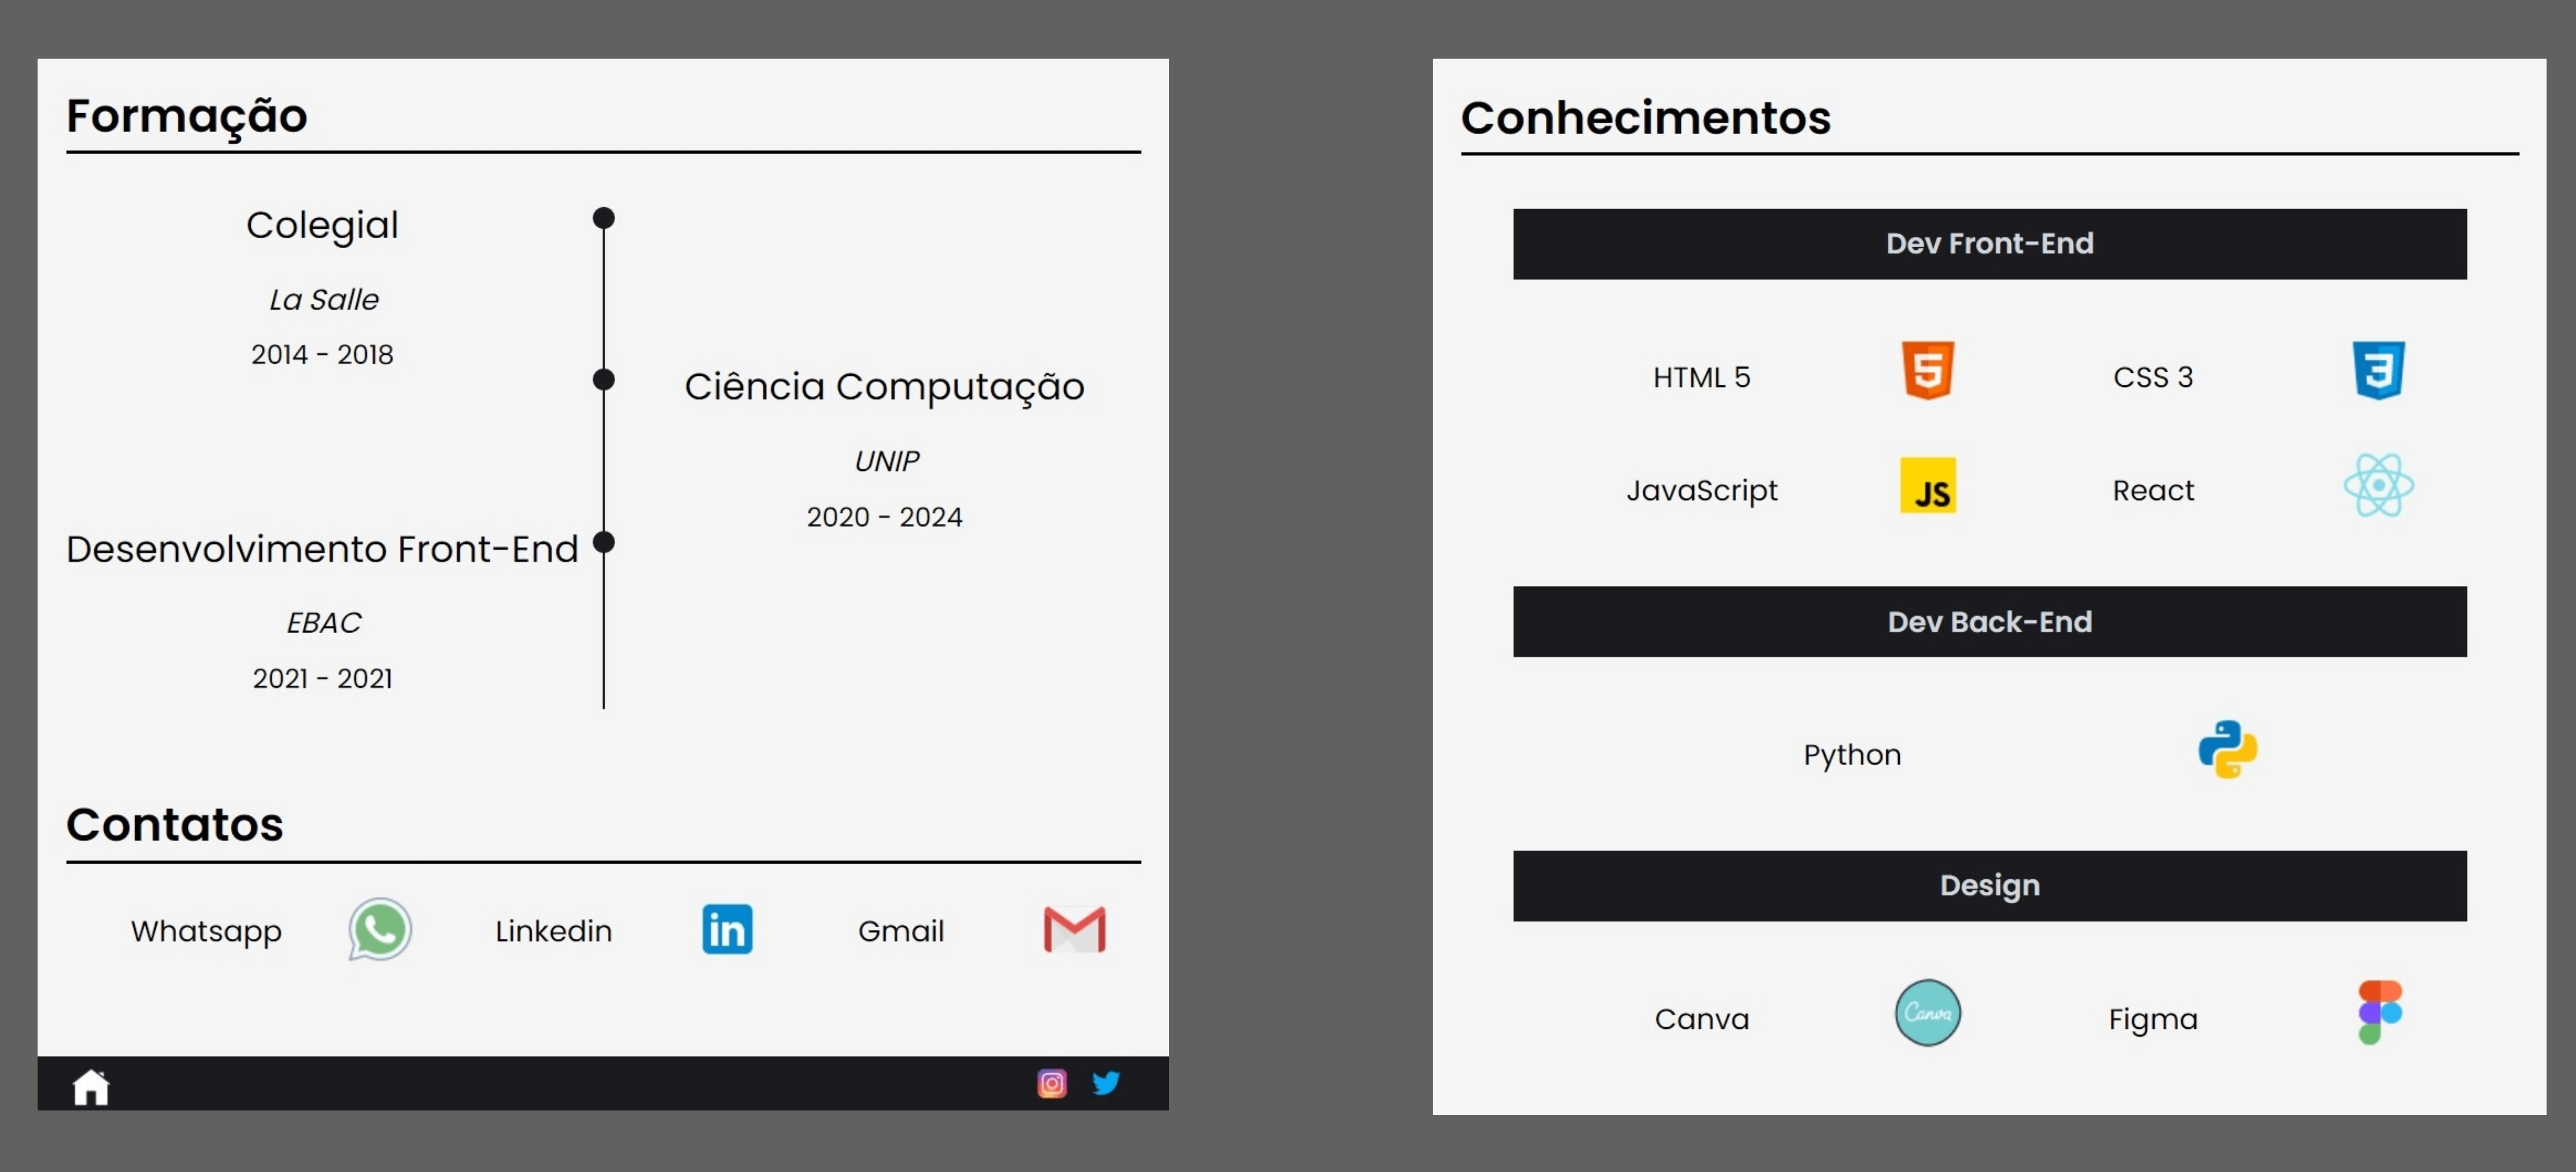 Formação
Colegial
La Salle
2014 - 2018
Ciência Computação
UNIP
2020 - 2024
Desenvolvimento Front-End
EBAC
2021 - 2021
Contatos
Whatsapp
Linkedin
in
Gmail
Conhecimentos
Dev Front-End
HTML 5
5
CSS 3
3
JavaScript
JS
React
Dev Back-End
Python
Design
Canva
Canva
Figma